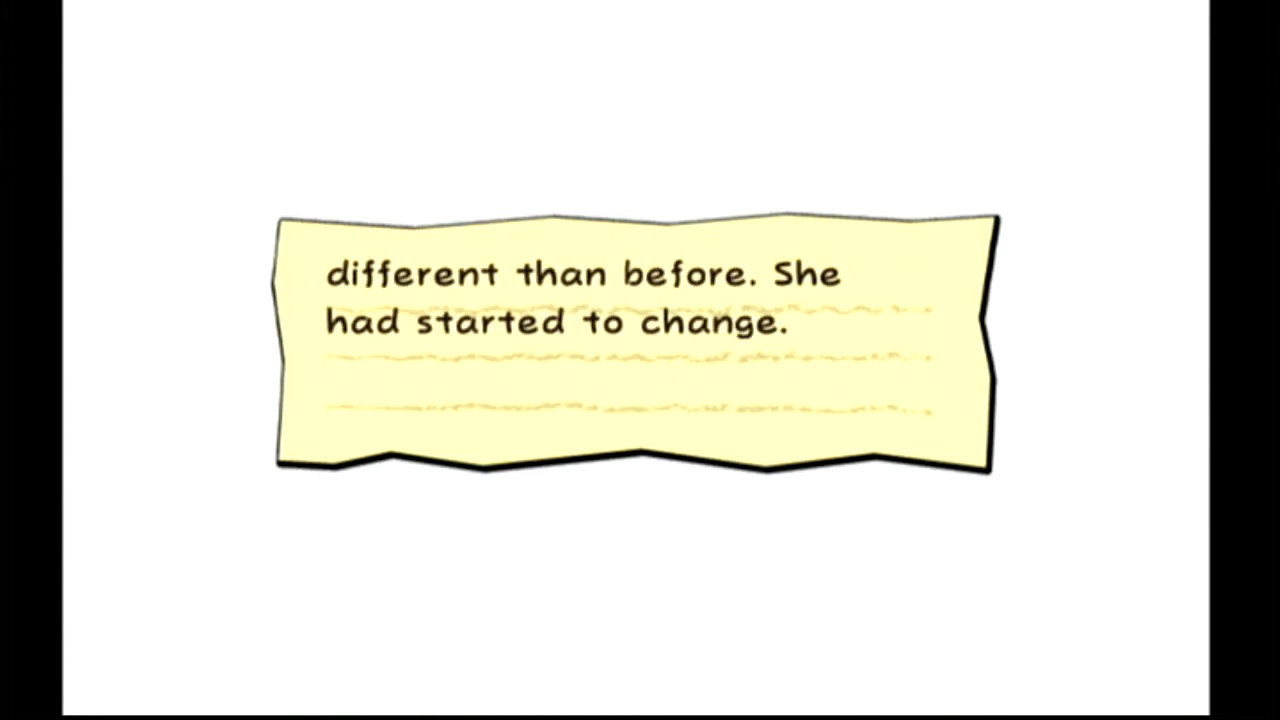 different than before. She
had started to change.